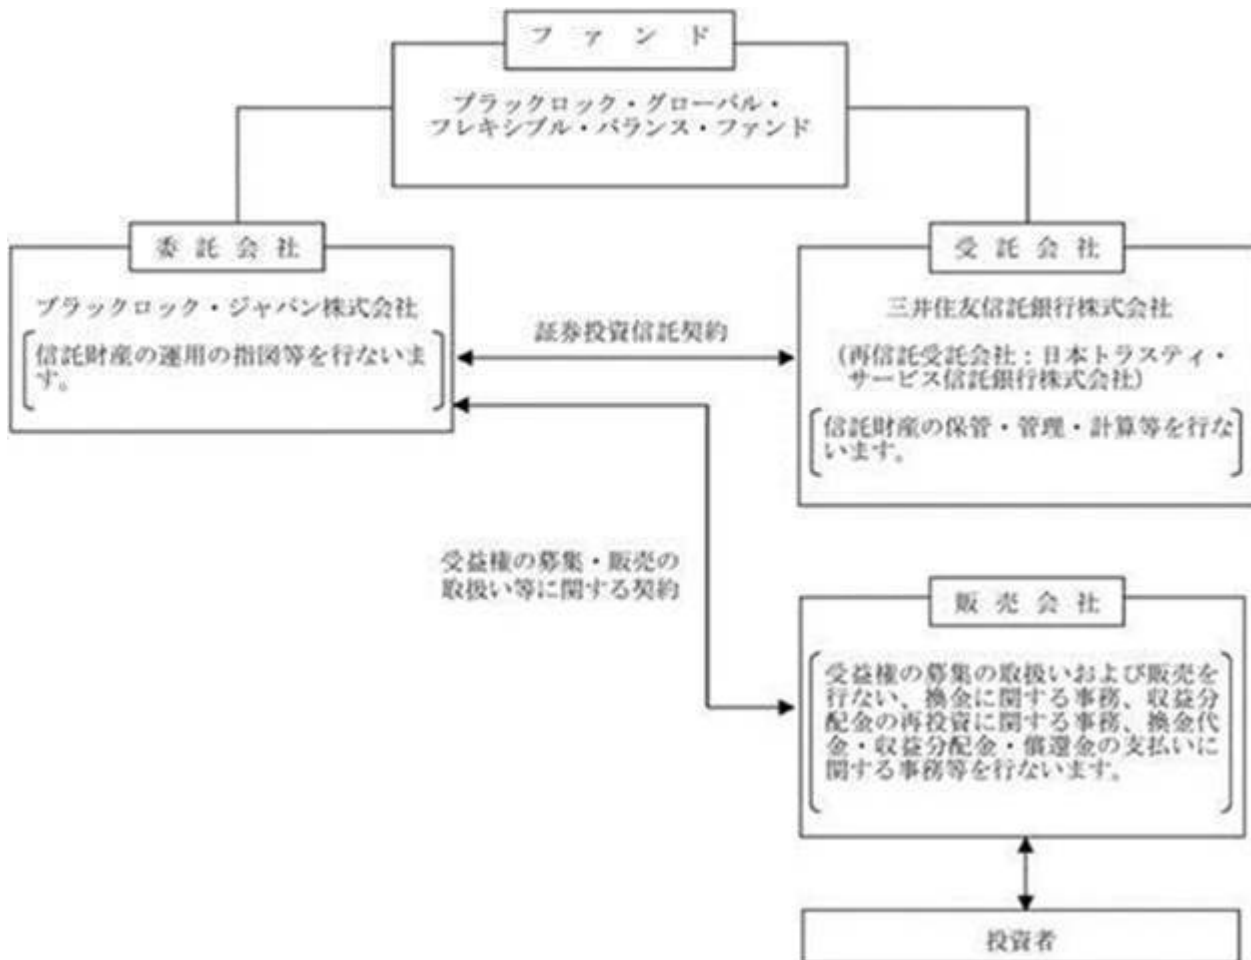 ファンド
ブラックロック・グローバル・
フレキシブル・バランス・ファンド
委託会社
ブラックロック・ジャパン株式会社
信託財産の運用の指図等を行ないま
す。
証券投資信託契約
受託会社
三井住友信託銀行株式会社
(再信託受託会社:日本トラスティ・
サービス信託銀行株式会社)
信託財産の保管・管理・計算等を行な
います。
受益権の募集・販売の
取扱い等に関する契約
販売会社
受益権の募集の取扱いおよび販売を
行ない、換金に関する事務、収益分
配金の再投資に関する事務、換金代
金・収益分配金・償還金の支払いに
関する事務等を行ないます。
投資者